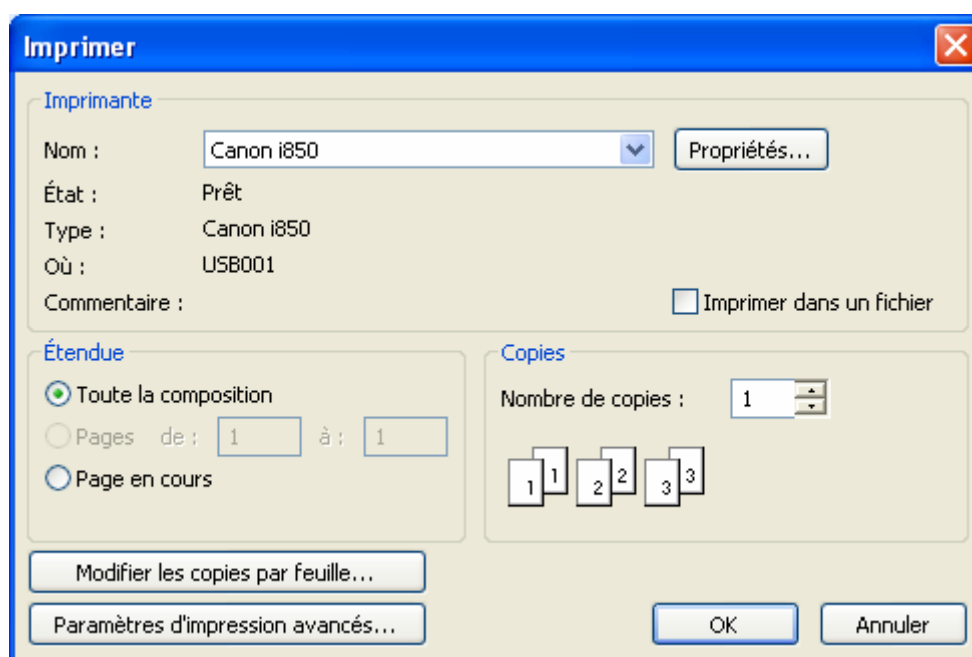 Imprimer
Imprimante
Nom : Canon i850 Propriétés...
État : Prêt
Type : Canon i850
Où : USB001
Commentaire : Imprimer dans un fichier
Étendue
Toute la composition
Pages de : 1 à : 1
Page en cours
Copies
Nombre de copies : 1
1 1 2 2 3 3
Modifier les copies par feuille...
Paramètres d'impression avancés... OK Annuler